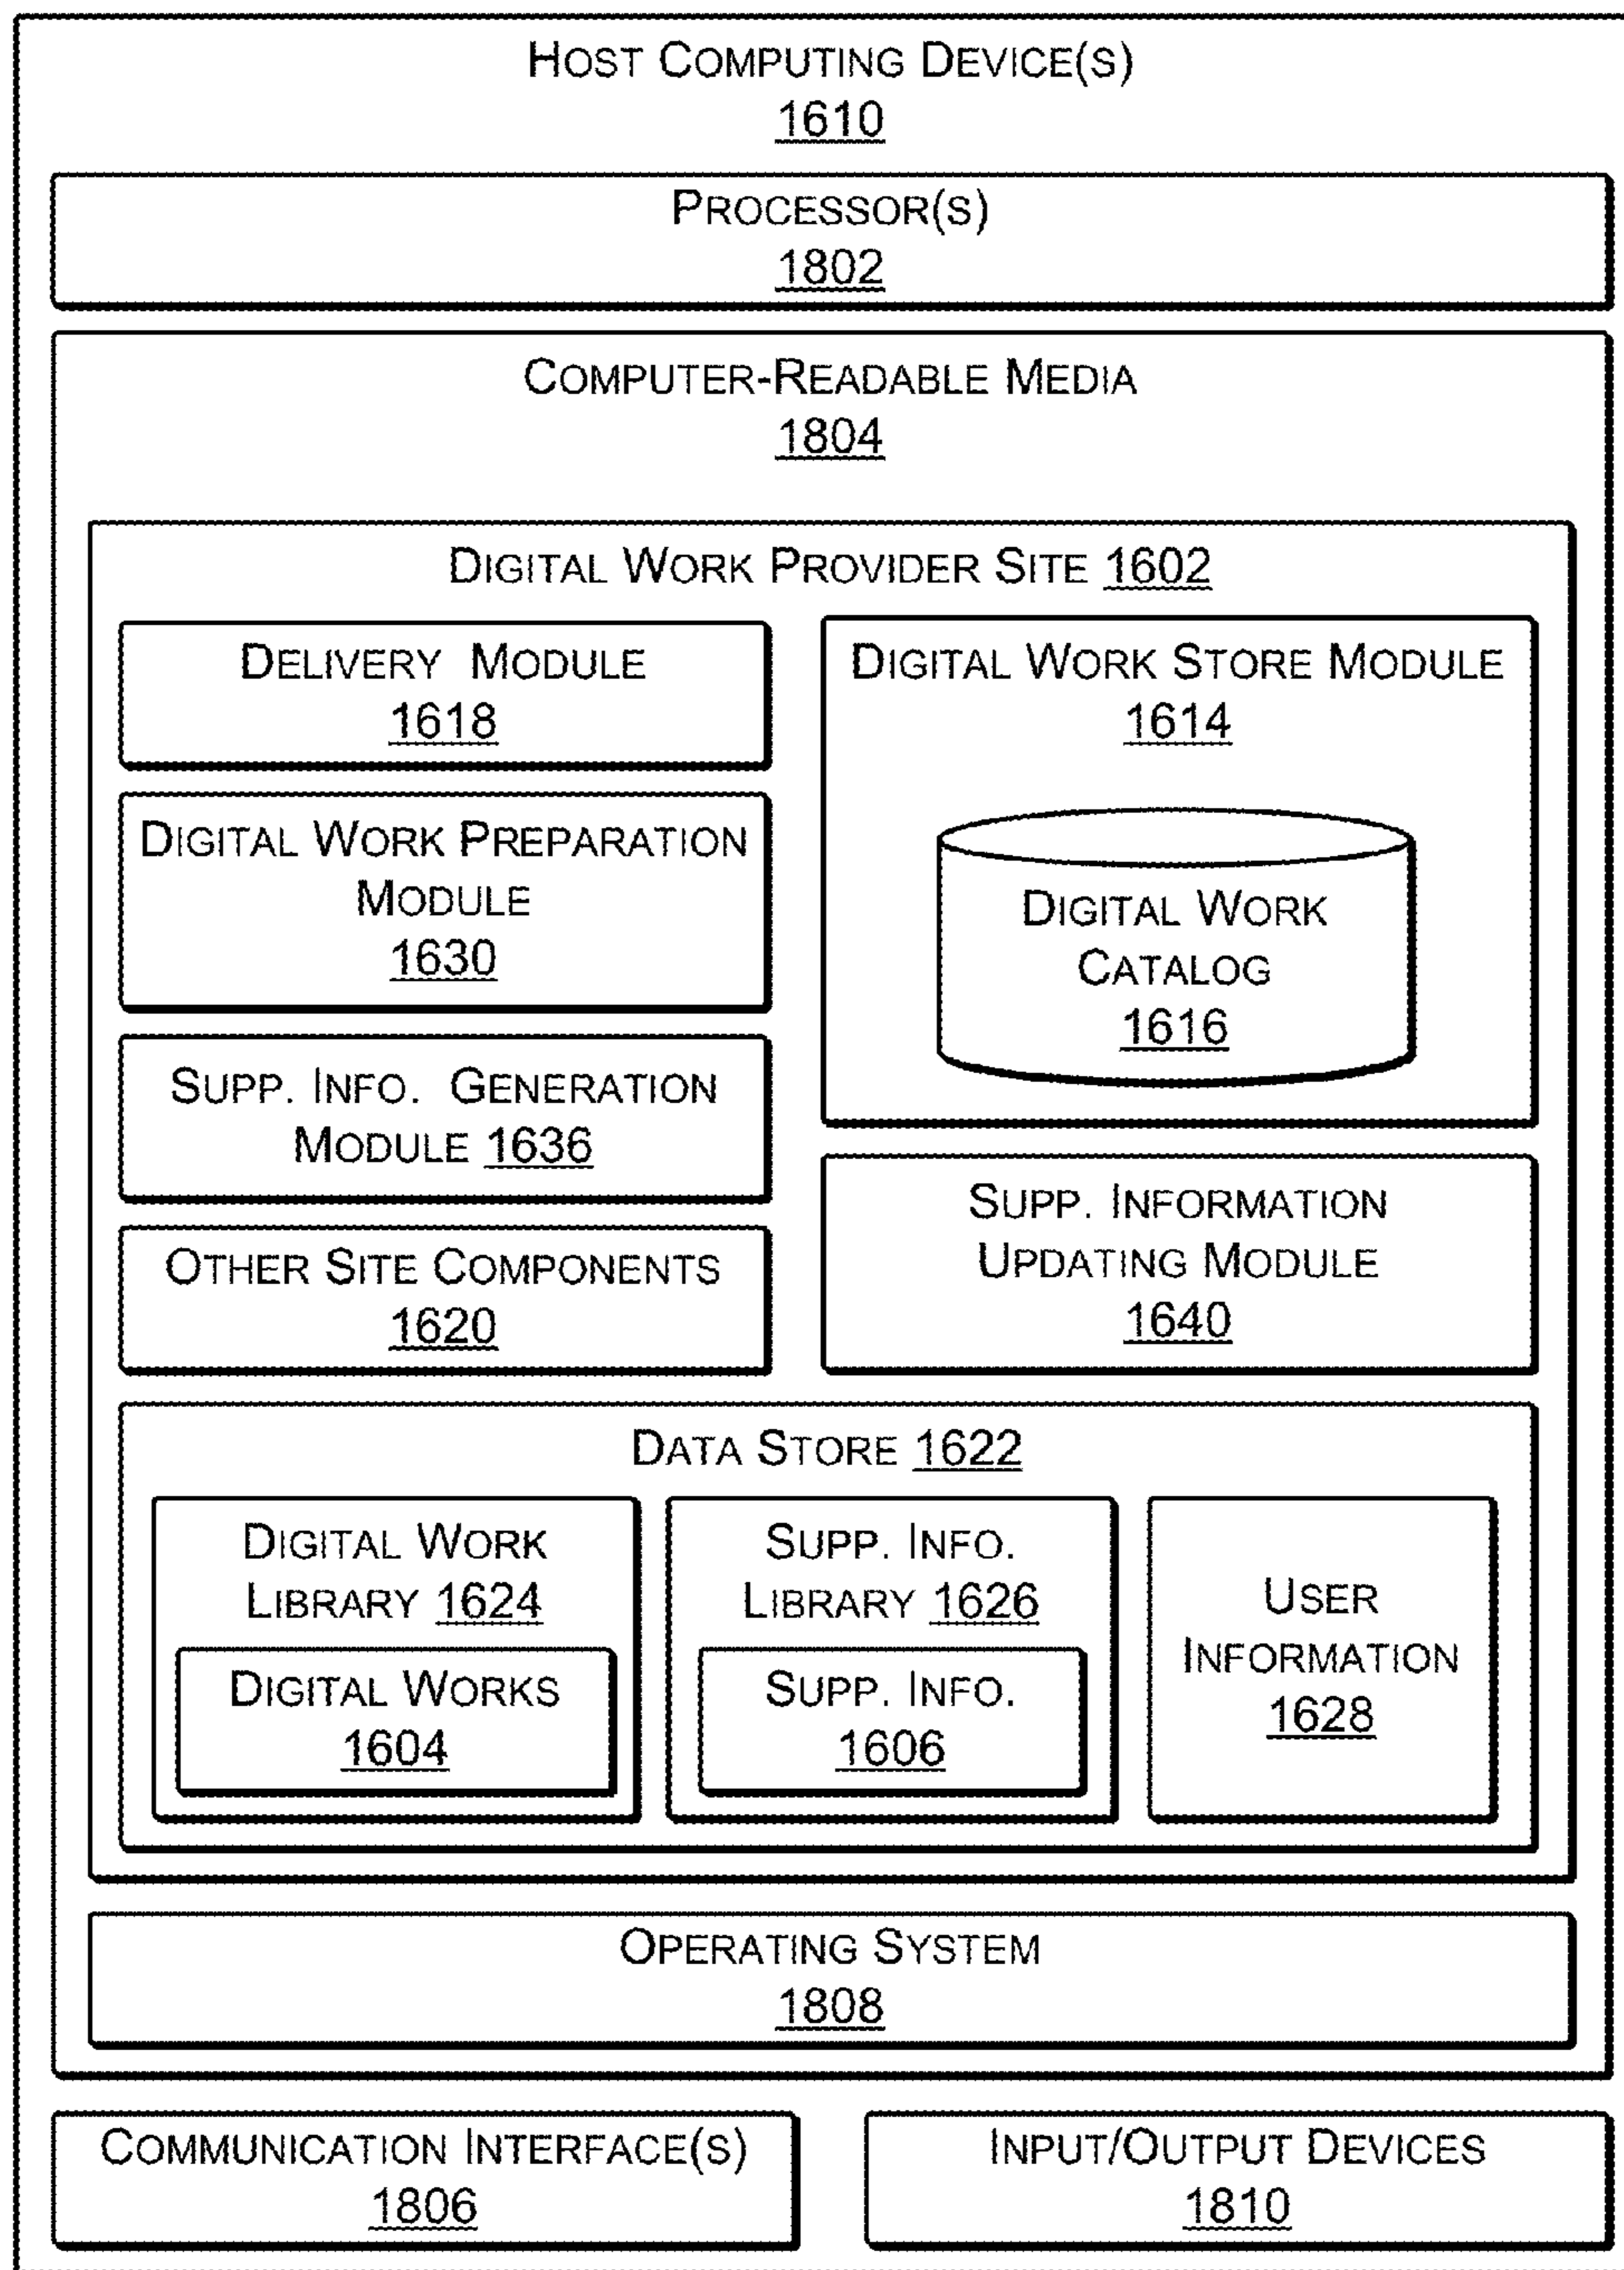 HOST COMPUTING DEVICE(S)
1610
PROCESSOR(S)
1802
COMPUTER-READABLE MEDIA
1804
DIGITAL WORK PROVIDER SITE 1602
DELIVERY MODULE
1618
DIGITAL WORK PREPARATION
MODULE
1630
SUPP. INFO. GENERATION
MODULE 1636
OTHER SITE COMPONENTS
1620
DIGITAL WORK STORE MODULE
1614
DIGITAL WORK
CATALOG
1616
SUPP. INFORMATION
UPDATING MODULE
1640
DATA STORE 1622
DIGITAL WORK
LIBRARY 1624
DIGITAL WORKS
1604
SUPP. INFO.
LIBRARY 1626
SUPP. INFO.
1606
USER
INFORMATION
1628
OPERATING SYSTEM
1808
COMMUNICATION INTERFACE(S)
1806
INPUT/OUTPUT DEVICES
1810